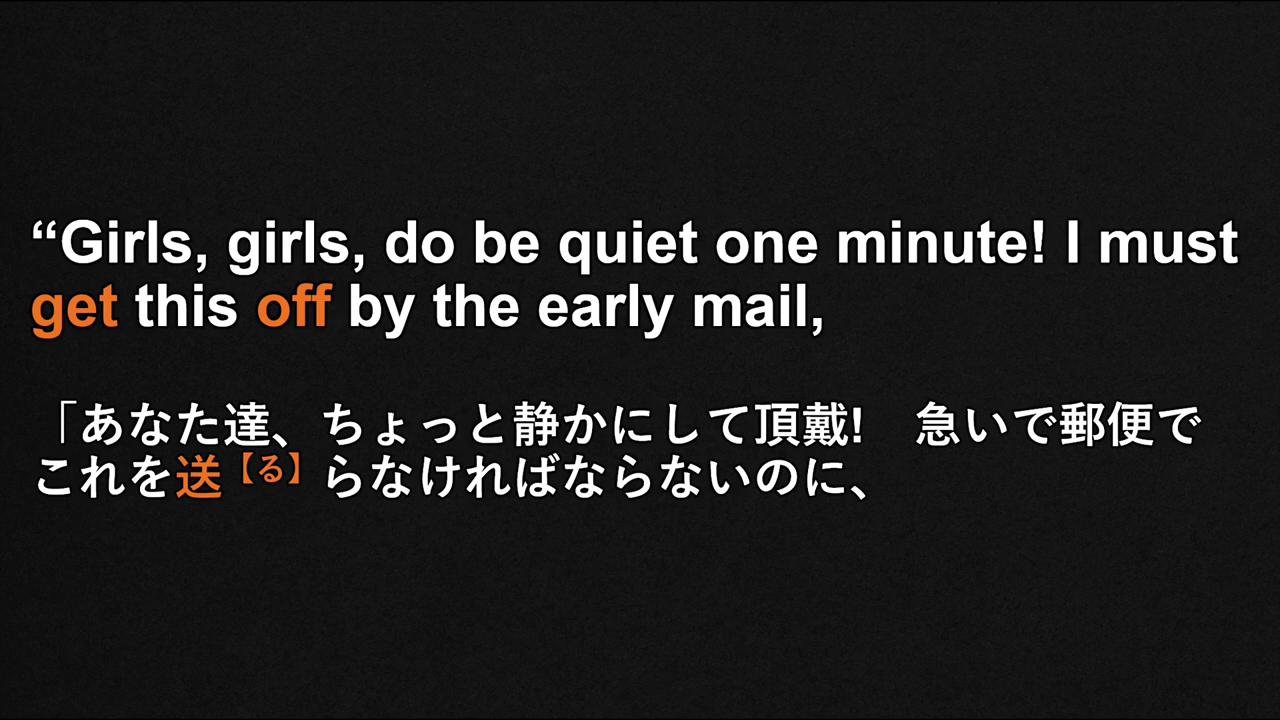 “Girls, girls, do be quiet one minute! I must
get this off by the early mail,
「あなた達、ちょっと静かにして頂戴!　急いで郵便で
これを送【る】らなければならないのに、